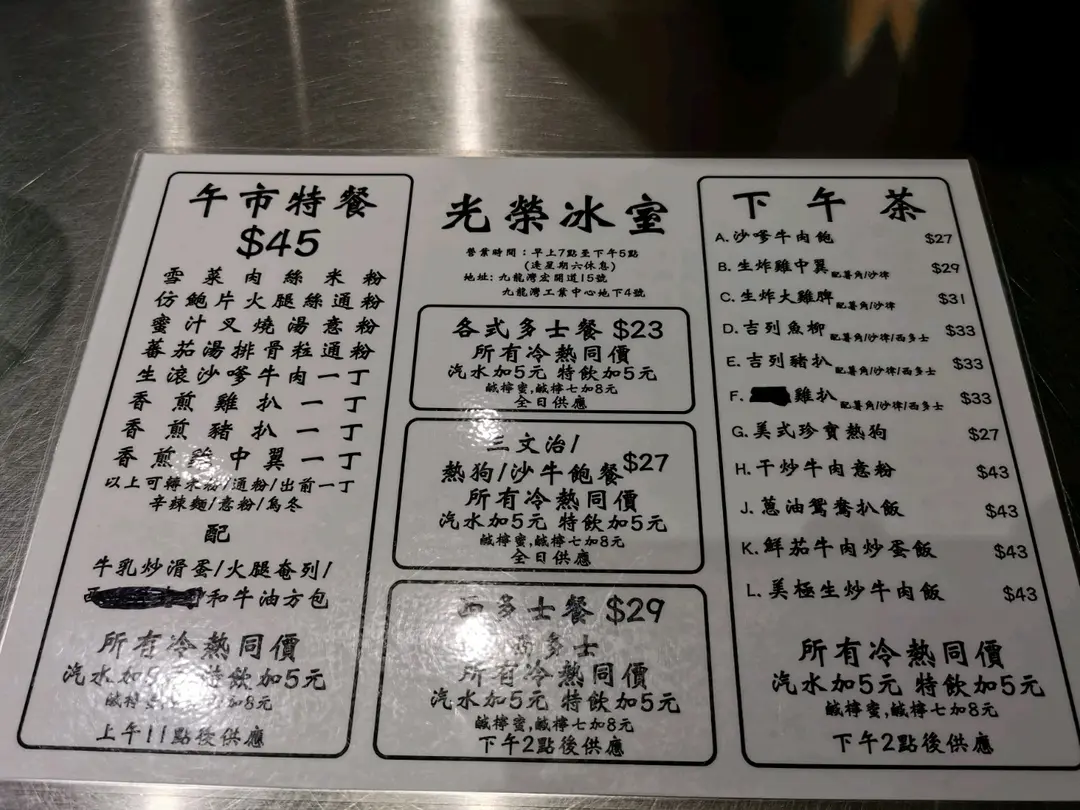 午市特餐
$45
雪菜肉絲米粉
仿鮑片火腿絲通粉
蜜汁叉燒湯意粉
蕃茄湯排骨粒通粉
生滾沙嗲牛肉一丁
香煎雞扒一丁
香煎豬扒一丁
香煎雞中翼一丁
以上可轉米粉/通粉/出前一丁
辛辣麵/意粉/烏冬
配
牛乳炒滑蛋/火腿奄列/
和牛油方包
所有冷熱同價
汽水加5元 特飲加5元
鹹檸 加8元
上午11點後供應
光榮冰室
營業時間：早上7點至下午5點
(逢星期六休息)
地址: 九龍灣宏開道15號
九龍灣工業中心地下4號
各式多士餐 $23
所有冷熱同價
汽水加5元 特飲加5元
鹹檸蜜,鹹檸七加8元
全日供應
三文治/
熱狗/沙牛飽餐 $27
所有冷熱同價
汽水加5元 特飲加5元
鹹檸蜜,鹹檸七加8元
全日供應
西多士餐 $29
西多士
所有冷熱同價
汽水加5元 特飲加5元
鹹檸蜜,鹹檸七加8元
下午2點後供應
下午茶
A. 沙嗲牛肉飽 $27
B. 生炸雞中翼 配薯角/沙律 $29
C. 生炸大雞髀 配薯角/沙律 $31
D. 吉列魚柳 配薯角/沙律/西多士 $33
E. 吉列豬扒 配薯角/沙律/西多士 $33
F. 雞扒 配薯角/沙律/西多士 $33
G. 美式珍寶熱狗 $27
H. 干炒牛肉意粉 $43
J. 蔥油鴛鴦扒飯 $43
K. 鮮茄牛肉炒蛋飯 $43
L. 美極生炒牛肉飯 $43
所有冷熱同價
汽水加5元 特飲加5元
鹹檸蜜,鹹檸七加8元
下午2點後供應